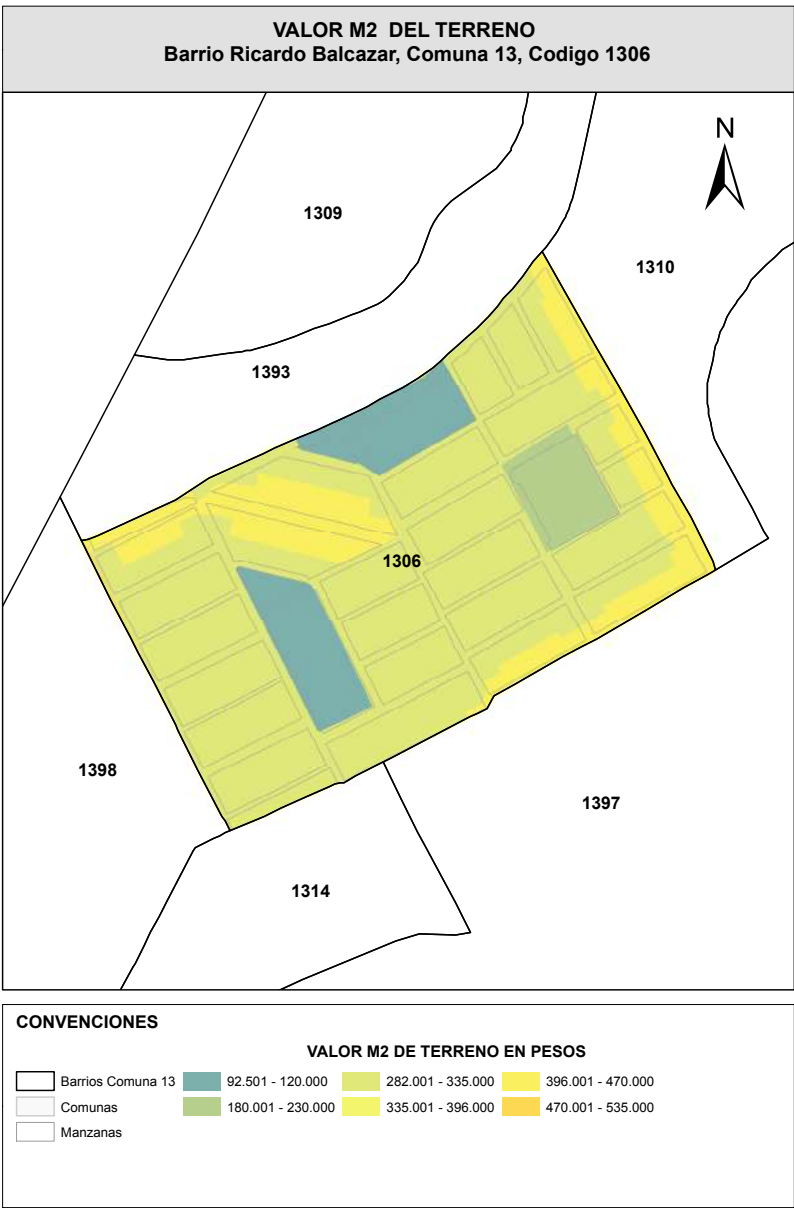 VALOR M2 DEL TERRENO
Barrio Ricardo Balcazar, Comuna 13, Codigo 1306
N
1309
1310
1393
1306
1398
1397
1314
CONVENCIONES
VALOR M2 DE TERRENO EN PESOS
Barrios Comuna 13 92.501 - 120.000 282.001 - 335.000 396.001 - 470.000
Comunas 180.001 - 230.000 335.001 - 396.000 470.001 - 535.000
Manzanas